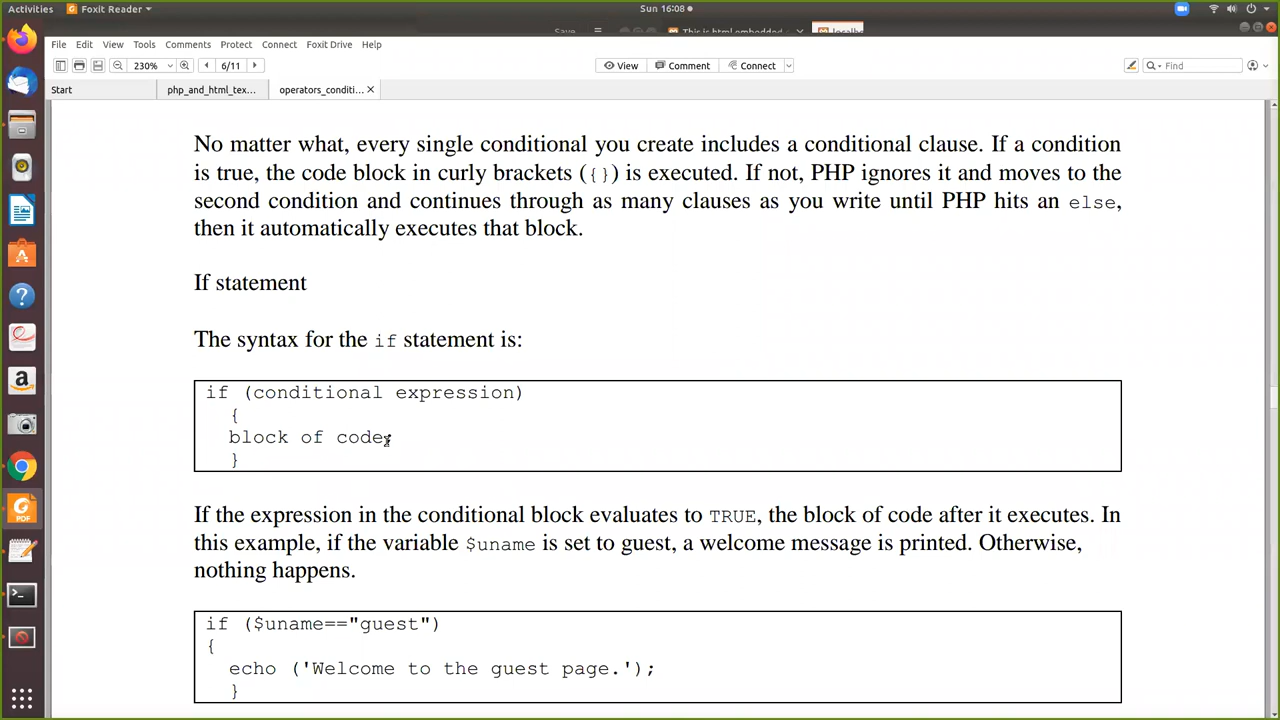 Activities
Foxit Reader
Sun 16:08
File Edit View Tools Comments Protect Connect Foxit Drive Help
230% 6/11 View Comment Connect Find
Start php_and_html_tex... operators_conditi...
No matter what, every single conditional you create includes a conditional clause. If a condition
is true, the code block in curly brackets ({}) is executed. If not, PHP ignores it and moves to the
second condition and continues through as many clauses as you write until PHP hits an else,
then it automatically executes that block.
If statement
The syntax for the if statement is:
if (conditional expression)
{
block of code;
}
If the expression in the conditional block evaluates to TRUE, the block of code after it executes. In
this example, if the variable $uname is set to guest, a welcome message is printed. Otherwise,
nothing happens.
if ($uname=="guest")
{
echo ('Welcome to the guest page.');
}